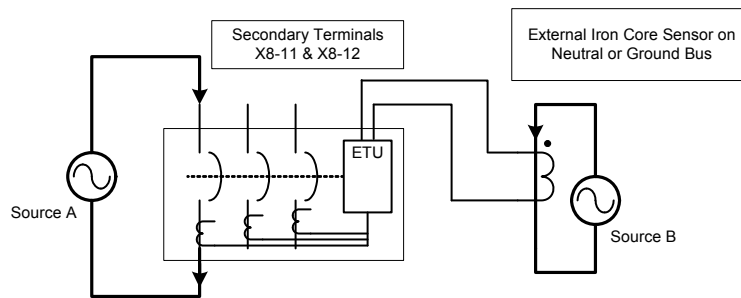 Secondary Terminals
X8-11 & X8-12
External Iron Core Sensor on
Neutral or Ground Bus
ETU
Source A
Source B